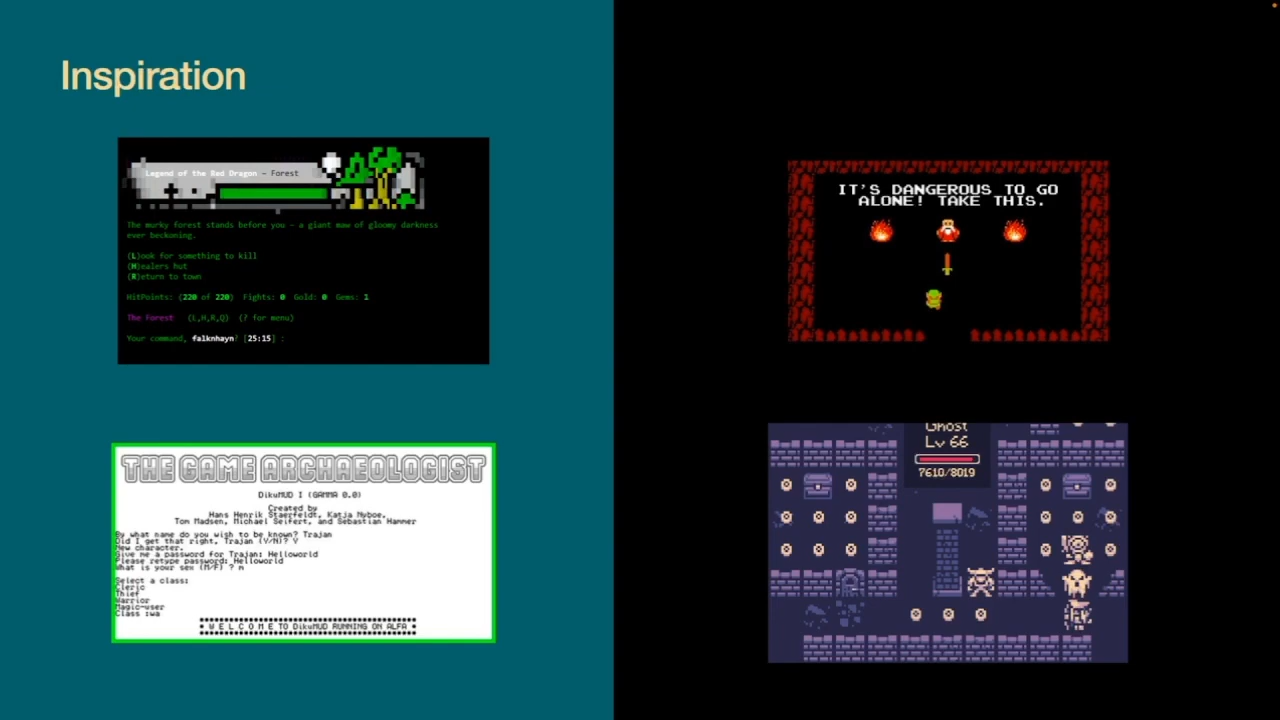 Inspiration
Legend of the Red Dragon - Forest
The murky forest stands before you - a giant maw of gloomy darkness
ever beckoning.
(L)ook for something to kill
(H)ealers hut
(R)eturn to town
HitPoints: (220 of 220) Fights: 0 Gold: 0 Gems: 1
The Forest (L,H,R,Q) (? for menu)
Your command, falknhayn? [25:15] :
THE GAME ARCHAEOLOGIST
DikuMUD I (GAMMA 0.0)
Created by
Hans Henrik Staerfeldt, Katja Nyboe,
Tom Madsen, Michael Seifert, and Sebastian Hammer
By what name do you wish to be known? Trajan
Did I get that right, Trajan (Y/N)? Y
New character.
Give me a password for Trajan: Helloworld
Please retype password: Helloworld
What is your sex (M/F) ? m
Select a class:
Cleric
Thief
Warrior
Magic-user
Class :wa
* W E L C O M E TO DikuMUD RUNNING ON ALFA *
IT'S DANGEROUS TO GO
ALONE! TAKE THIS.
Ghost
Lv 66
7610/8019